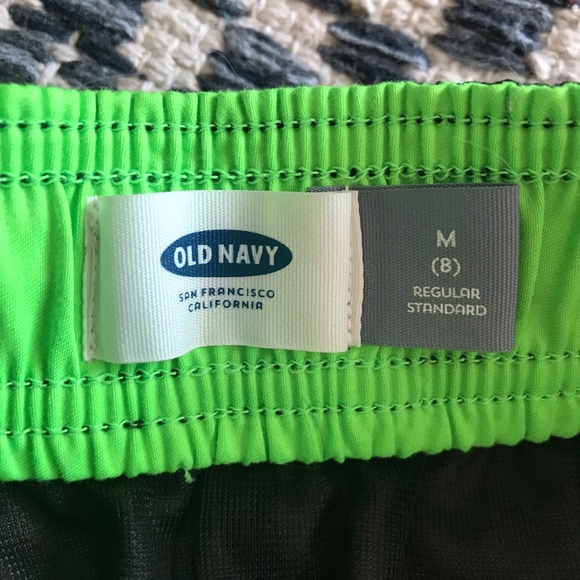 OLD NAVY
SAN FRANCISCO
CALIFORNIA
M
(8)
REGULAR
STANDARD